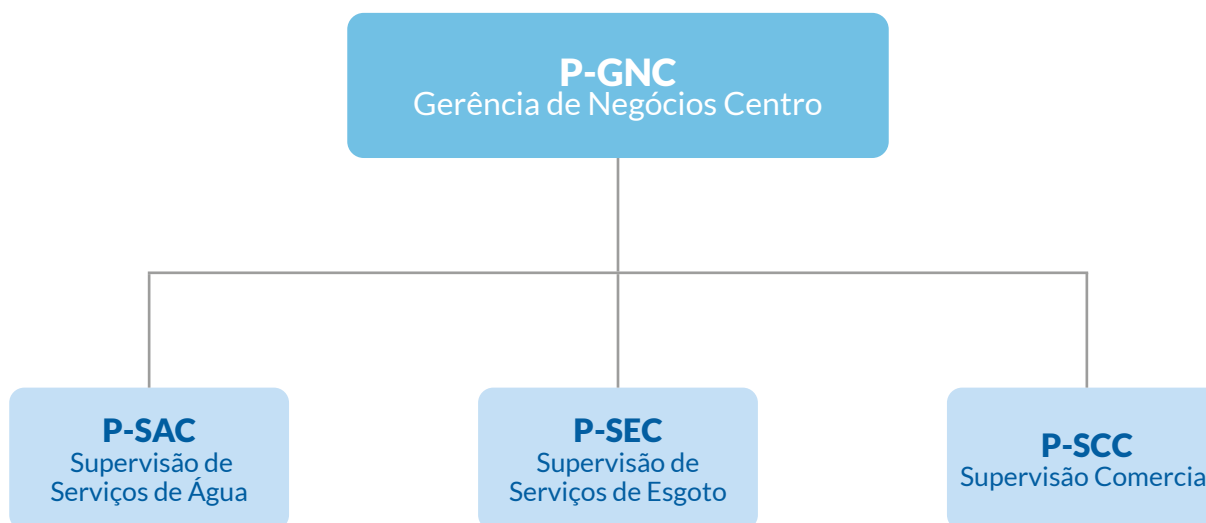 P-GNC
Gerência de Negócios Centro
P-SAC
Supervisão de
Serviços de Água
P-SEC
Supervisão de
Serviços de Esgoto
P-SCC
Supervisão Comercia